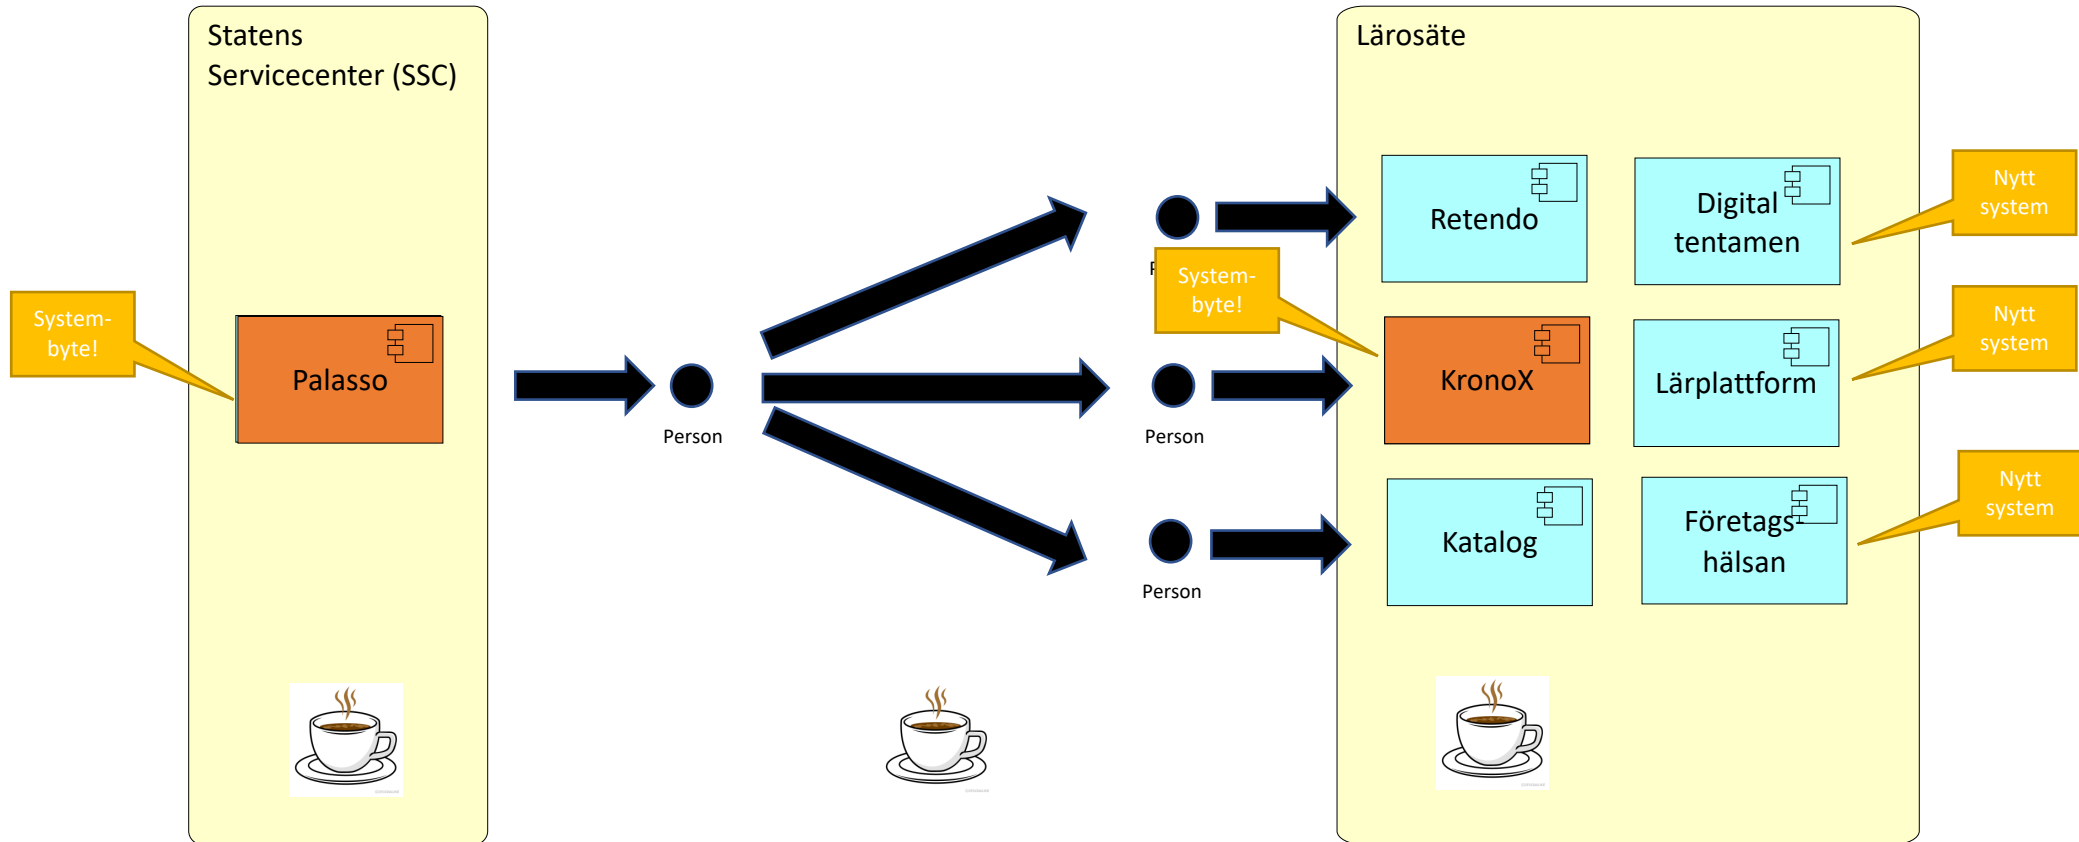 Statens
Servicecenter (SSC)
System-
byte!
Palasso
Person
System-
byte!
Person
Person
Lärosäte
Retendo
Digital
tentamen
Nytt
system
KronoX
Lärplattform
Nytt
system
Katalog
Företags-
hälsan
Nytt
system